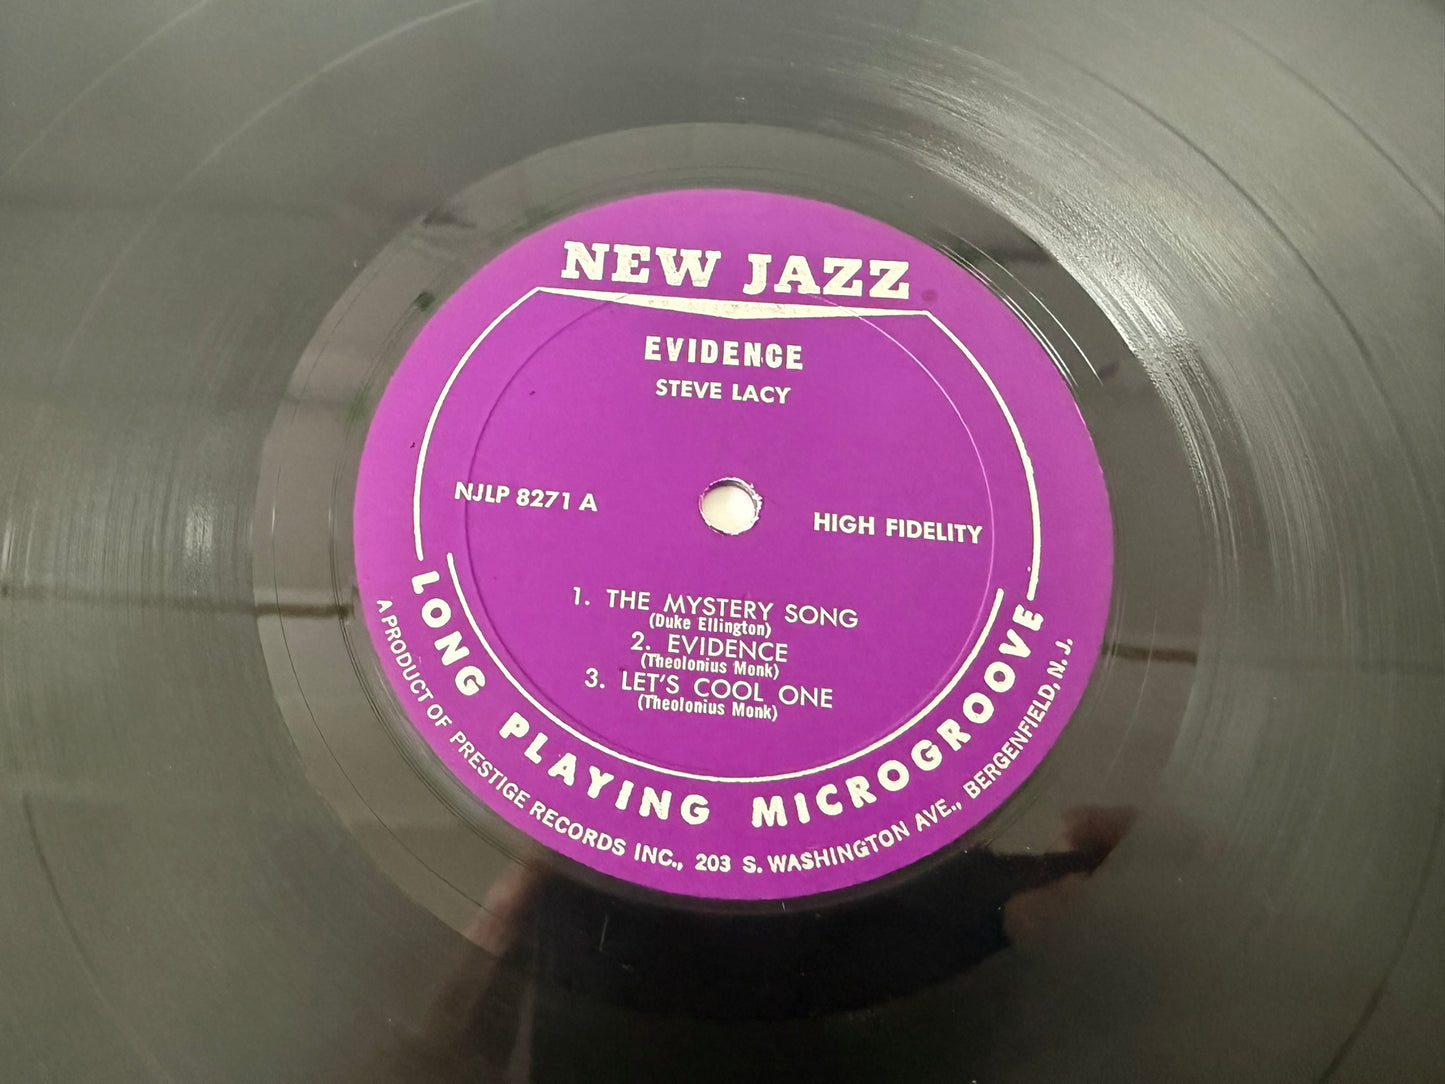 NEW JAZZ
EVIDENCE
STEVE LACY
NJLP 8271 A
HIGH FIDELITY
1. THE MYSTERY SONG
(Duke Ellington)
2. EVIDENCE
(Theolonius Monk)
3. LET'S COOL ONE
(Theolonius Monk)
LONG PLAYING MICROGROOVE
A PRODUCT OF PRESTIGE RECORDS INC., 203 S. WASHINGTON AVE., BERGENFIELD, N. J.